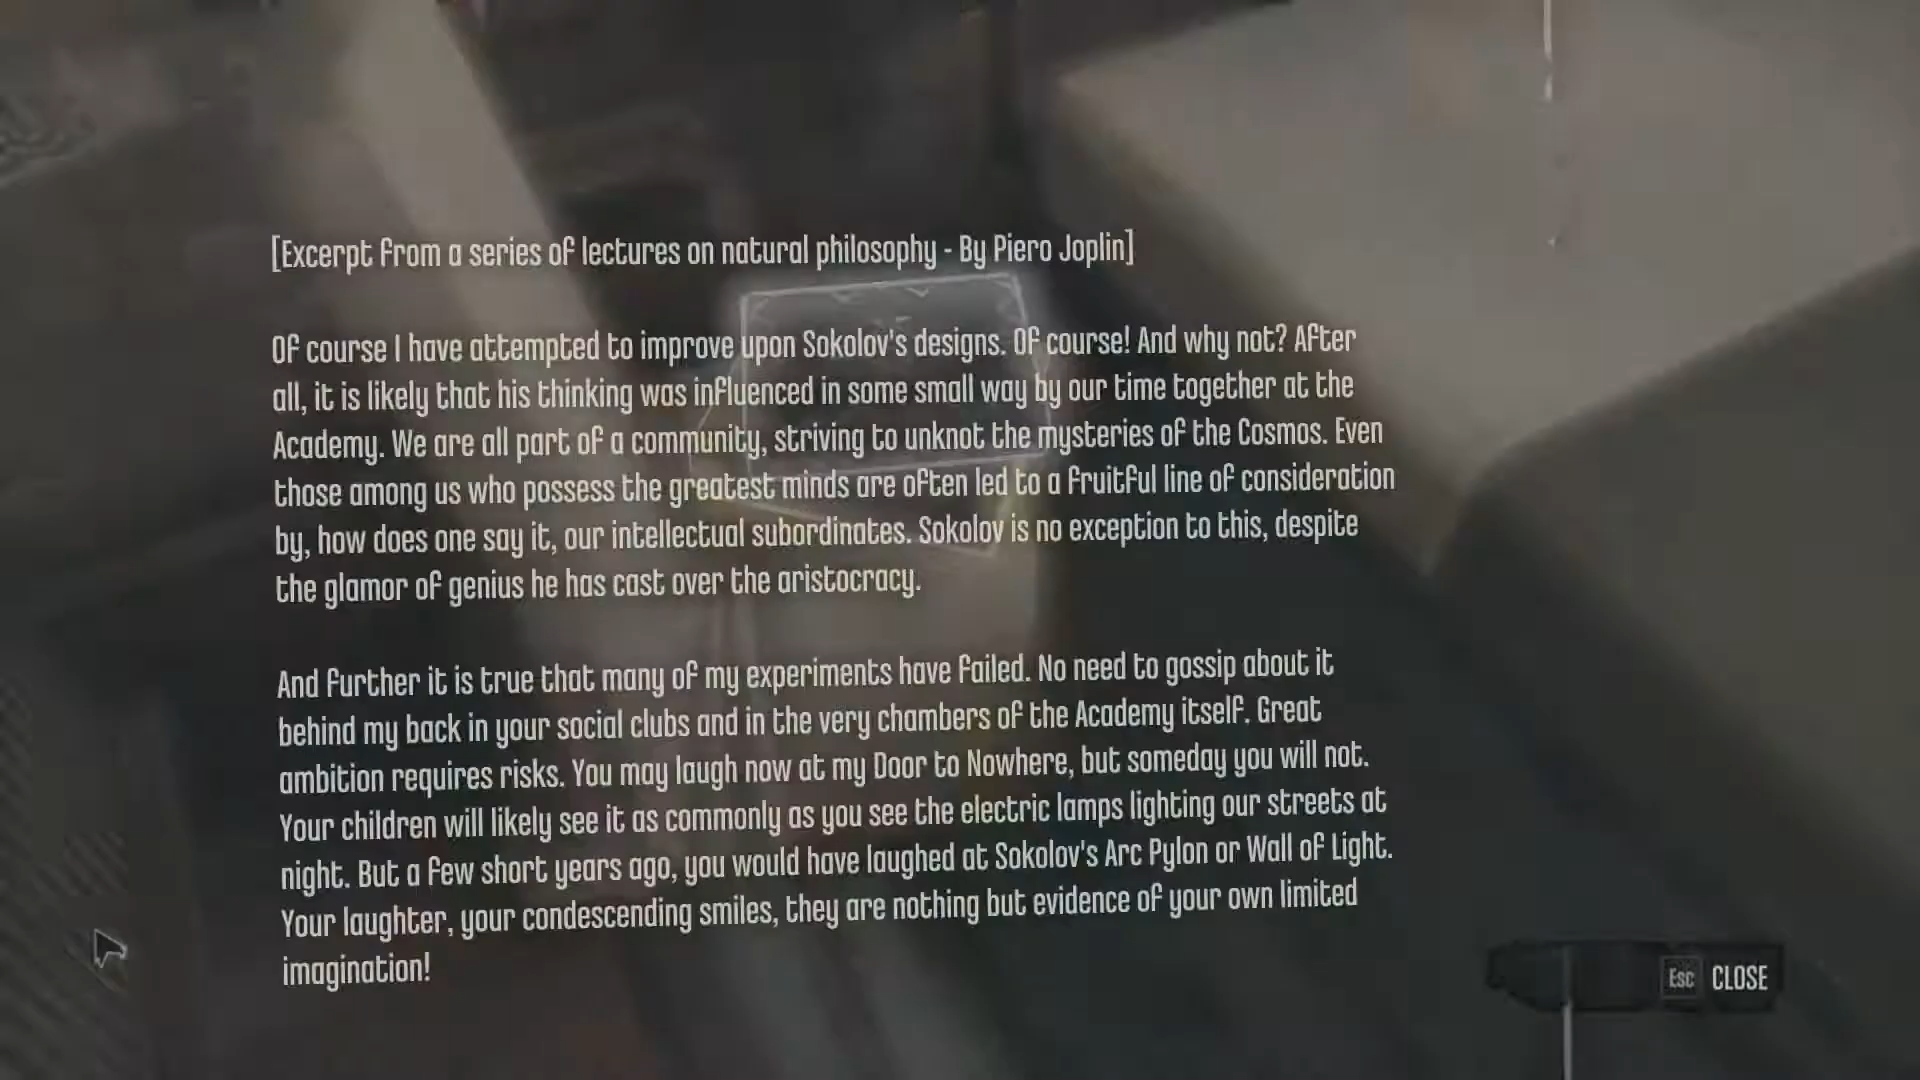 [Excerpt from a series of lectures on natural philosophy - By Piero Joplin]
Of course I have attempted to improve upon Sokolov's designs. Of course! And why not? After
all, it is likely that his thinking was influenced in some small way by our time together at the
Academy. We are all part of a community, striving to unknot the mysteries of the Cosmos. Even
those among us who possess the greatest minds are often led to a fruitful line of consideration
by, how does one say it, our intellectual subordinates. Sokolov is no exception to this, despite
the glamor of genius he has cast over the aristocracy.
And further it is true that many of my experiments have failed. No need to gossip about it
behind my back in your social clubs and in the very chambers of the Academy itself. Great
ambition requires risks. You may laugh now at my Door to Nowhere, but someday you will not.
Your children will likely see it as commonly as you see the electric lamps lighting our streets at
night. But a few short years ago, you would have laughed at Sokolov's Arc Pylon or Wall of Light.
Your laughter, your condescending smiles, they are nothing but evidence of your own limited
imagination!
Esc CLOSE